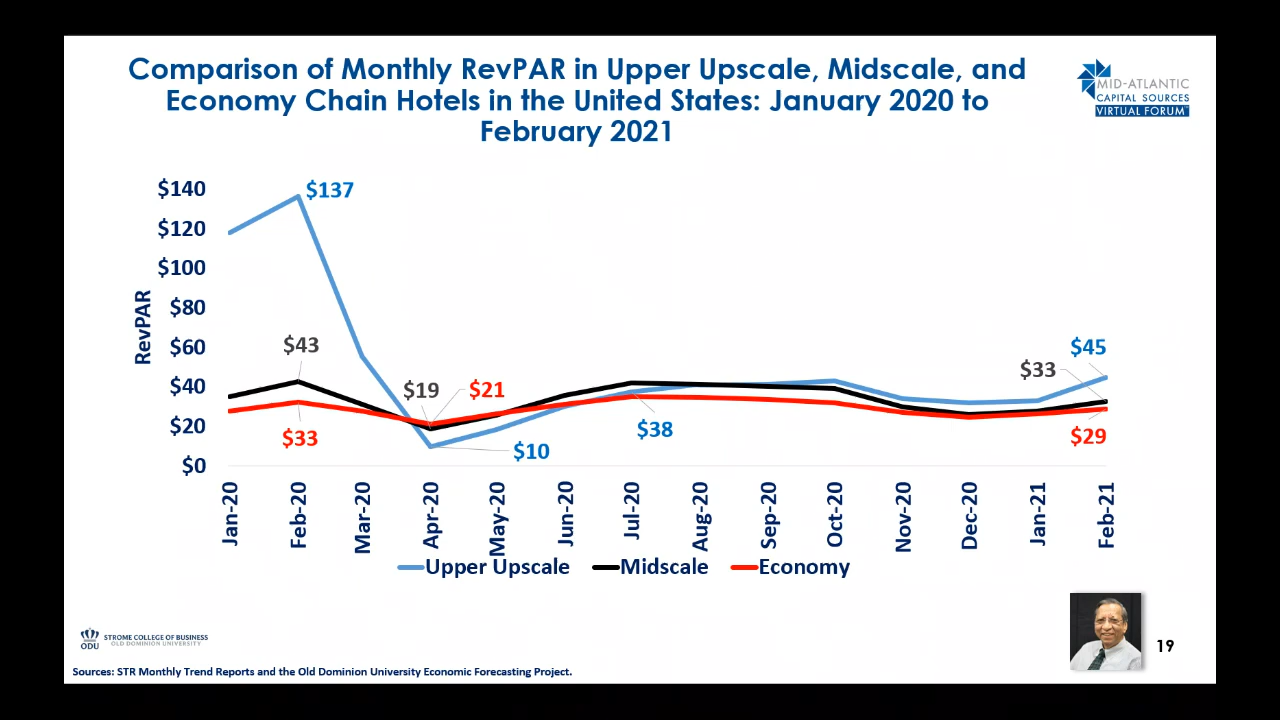 Comparison of Monthly RevPAR in Upper Upscale, Midscale, and
Economy Chain Hotels in the United States: January 2020 to
February 2021
MID-ATLANTIC
CAPITAL SOURCES
VIRTUAL FORUM
RevPAR
$140
$120
$100
$80
$60
$40
$20
$0
$137
$43
$33
$19
$21
$10
$38
$45
$33
$29
Jan-20
Feb-20
Mar-20
Apr-20
May-20
Jun-20
Jul-20
Aug-20
Sep-20
Oct-20
Nov-20
Dec-20
Jan-21
Feb-21
Upper Upscale
Midscale
Economy
ODU
STROME COLLEGE OF BUSINESS
OLD DOMINION UNIVERSITY
19
Sources: STR Monthly Trend Reports and the Old Dominion University Economic Forecasting Project.